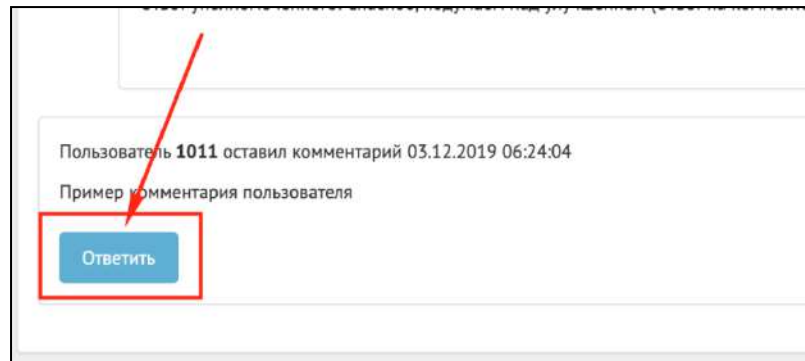 Пользователь 1011 оставил комментарий 03.12.2019 06:24:04
Пример комментария пользователя
Ответить